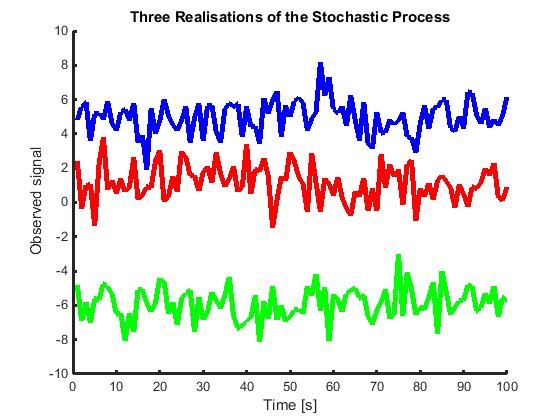 Three Realisations of the Stochastic Process
10
8
6
4
2
0
-2
-4
-6
-8
-10
Observed signal
0 10 20 30 40 50 60 70 80 90 100
Time [s]